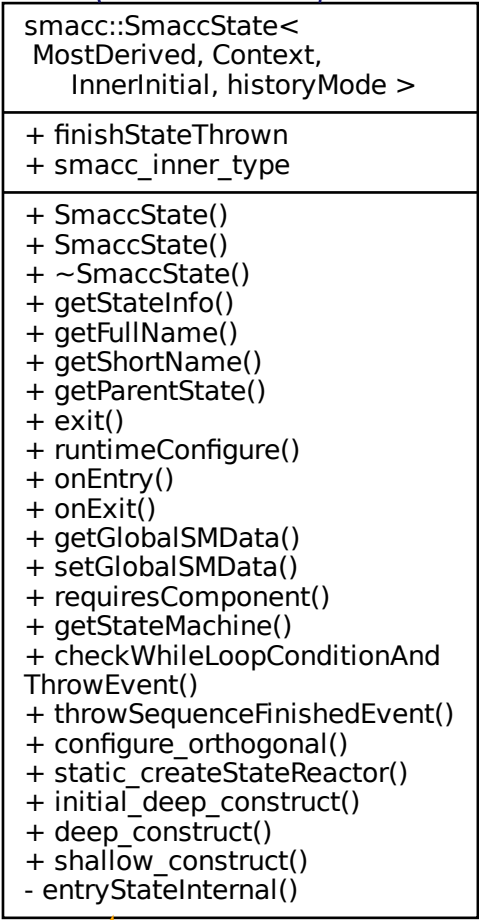 smacc::SmaccState<
MostDerived, Context,
InnerInitial, historyMode >
+ finishStateThrown
+ smacc_inner_type
+ SmaccState()
+ SmaccState()
+ ~SmaccState()
+ getStateInfo()
+ getFullName()
+ getShortName()
+ getParentState()
+ exit()
+ runtimeConfigure()
+ onEntry()
+ onExit()
+ getGlobalSMData()
+ setGlobalSMData()
+ requiresComponent()
+ getStateMachine()
+ checkWhileLoopConditionAnd
ThrowEvent()
+ throwSequenceFinishedEvent()
+ configure_orthogonal()
+ static_createStateReactor()
+ initial_deep_construct()
+ deep_construct()
+ shallow_construct()
- entryStateInternal()